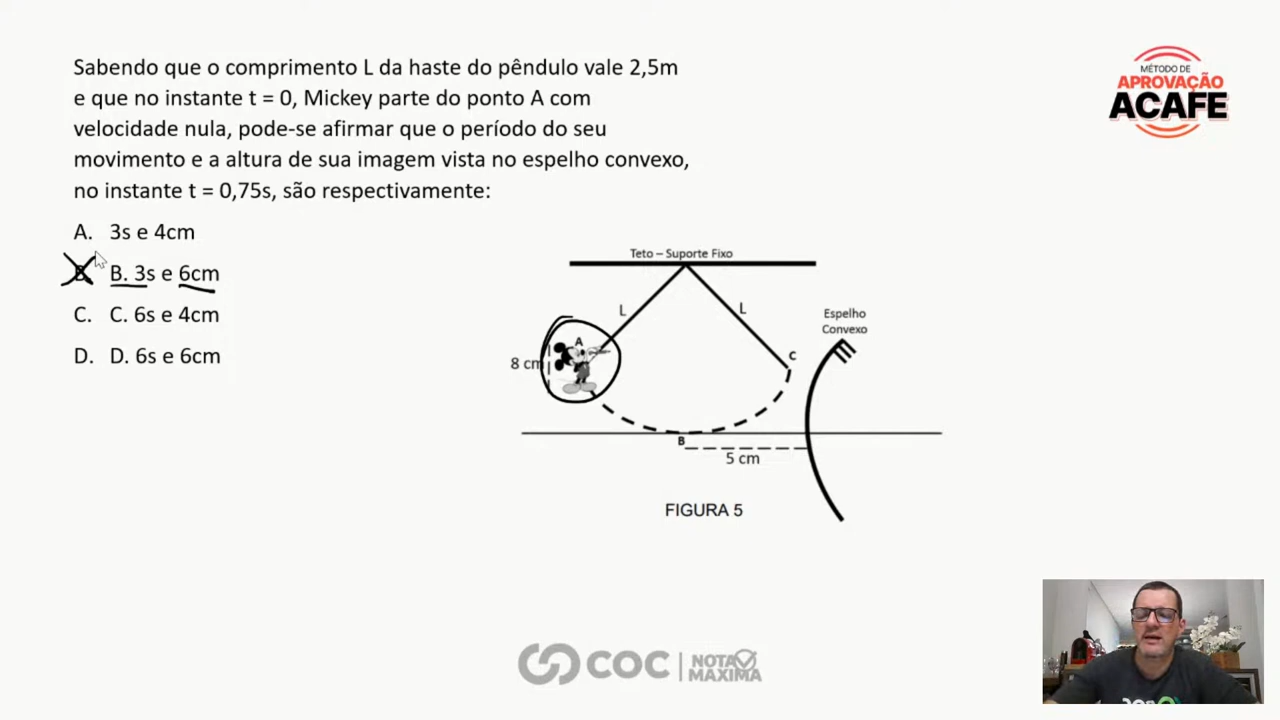 Sabendo que o comprimento L da haste do pêndulo vale 2,5m
e que no instante t = 0, Mickey parte do ponto A com
velocidade nula, pode-se afirmar que o período do seu
movimento e a altura de sua imagem vista no espelho convexo,
no instante t = 0,75s, são respectivamente:
A. 3s e 4cm
B. 3s e 6cm
C. C. 6s e 4cm
D. D. 6s e 6cm
MÉTODO DE
APROVAÇÃO
ACAFE
Teto – Suporte Fixo
L
L
Espelho
Convexo
A
8 cm
C
B
5 cm
FIGURA 5
COC
NOTA
MÁXIMA